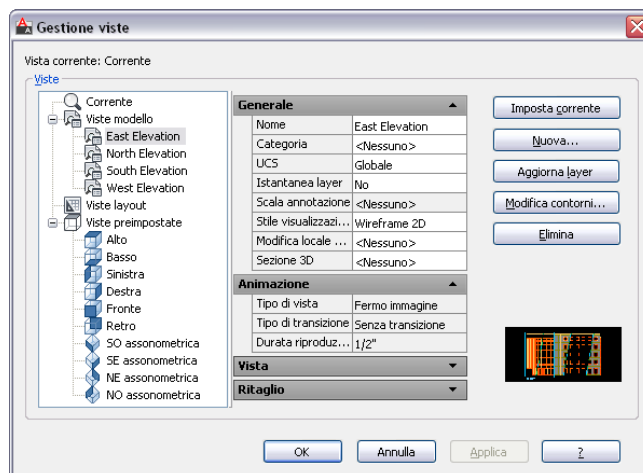 Gestione viste
Vista corrente: Corrente
Viste
Corrente
Viste modello
East Elevation
North Elevation
South Elevation
West Elevation
Viste layout
Viste preimpostate
Alto
Basso
Sinistra
Destra
Fronte
Retro
SO assonometrica
SE assonometrica
NE assonometrica
NO assonometrica
Generale
Nome East Elevation
Categoria <Nessuno>
UCS Globale
Istantanea layer No
Scala annotazione <Nessuno>
Stile visualizzazi... Wireframe 2D
Modifica locale ... <Nessuno>
Sezione 3D <Nessuno>
Animazione
Tipo di vista Fermo immagine
Tipo di transizione Senza transizione
Durata riproduz... 1/2"
Vista
Ritaglio
Imposta corrente
Nuova...
Aggiorna layer
Modifica contorni...
Elimina
OK Annulla Applica ?